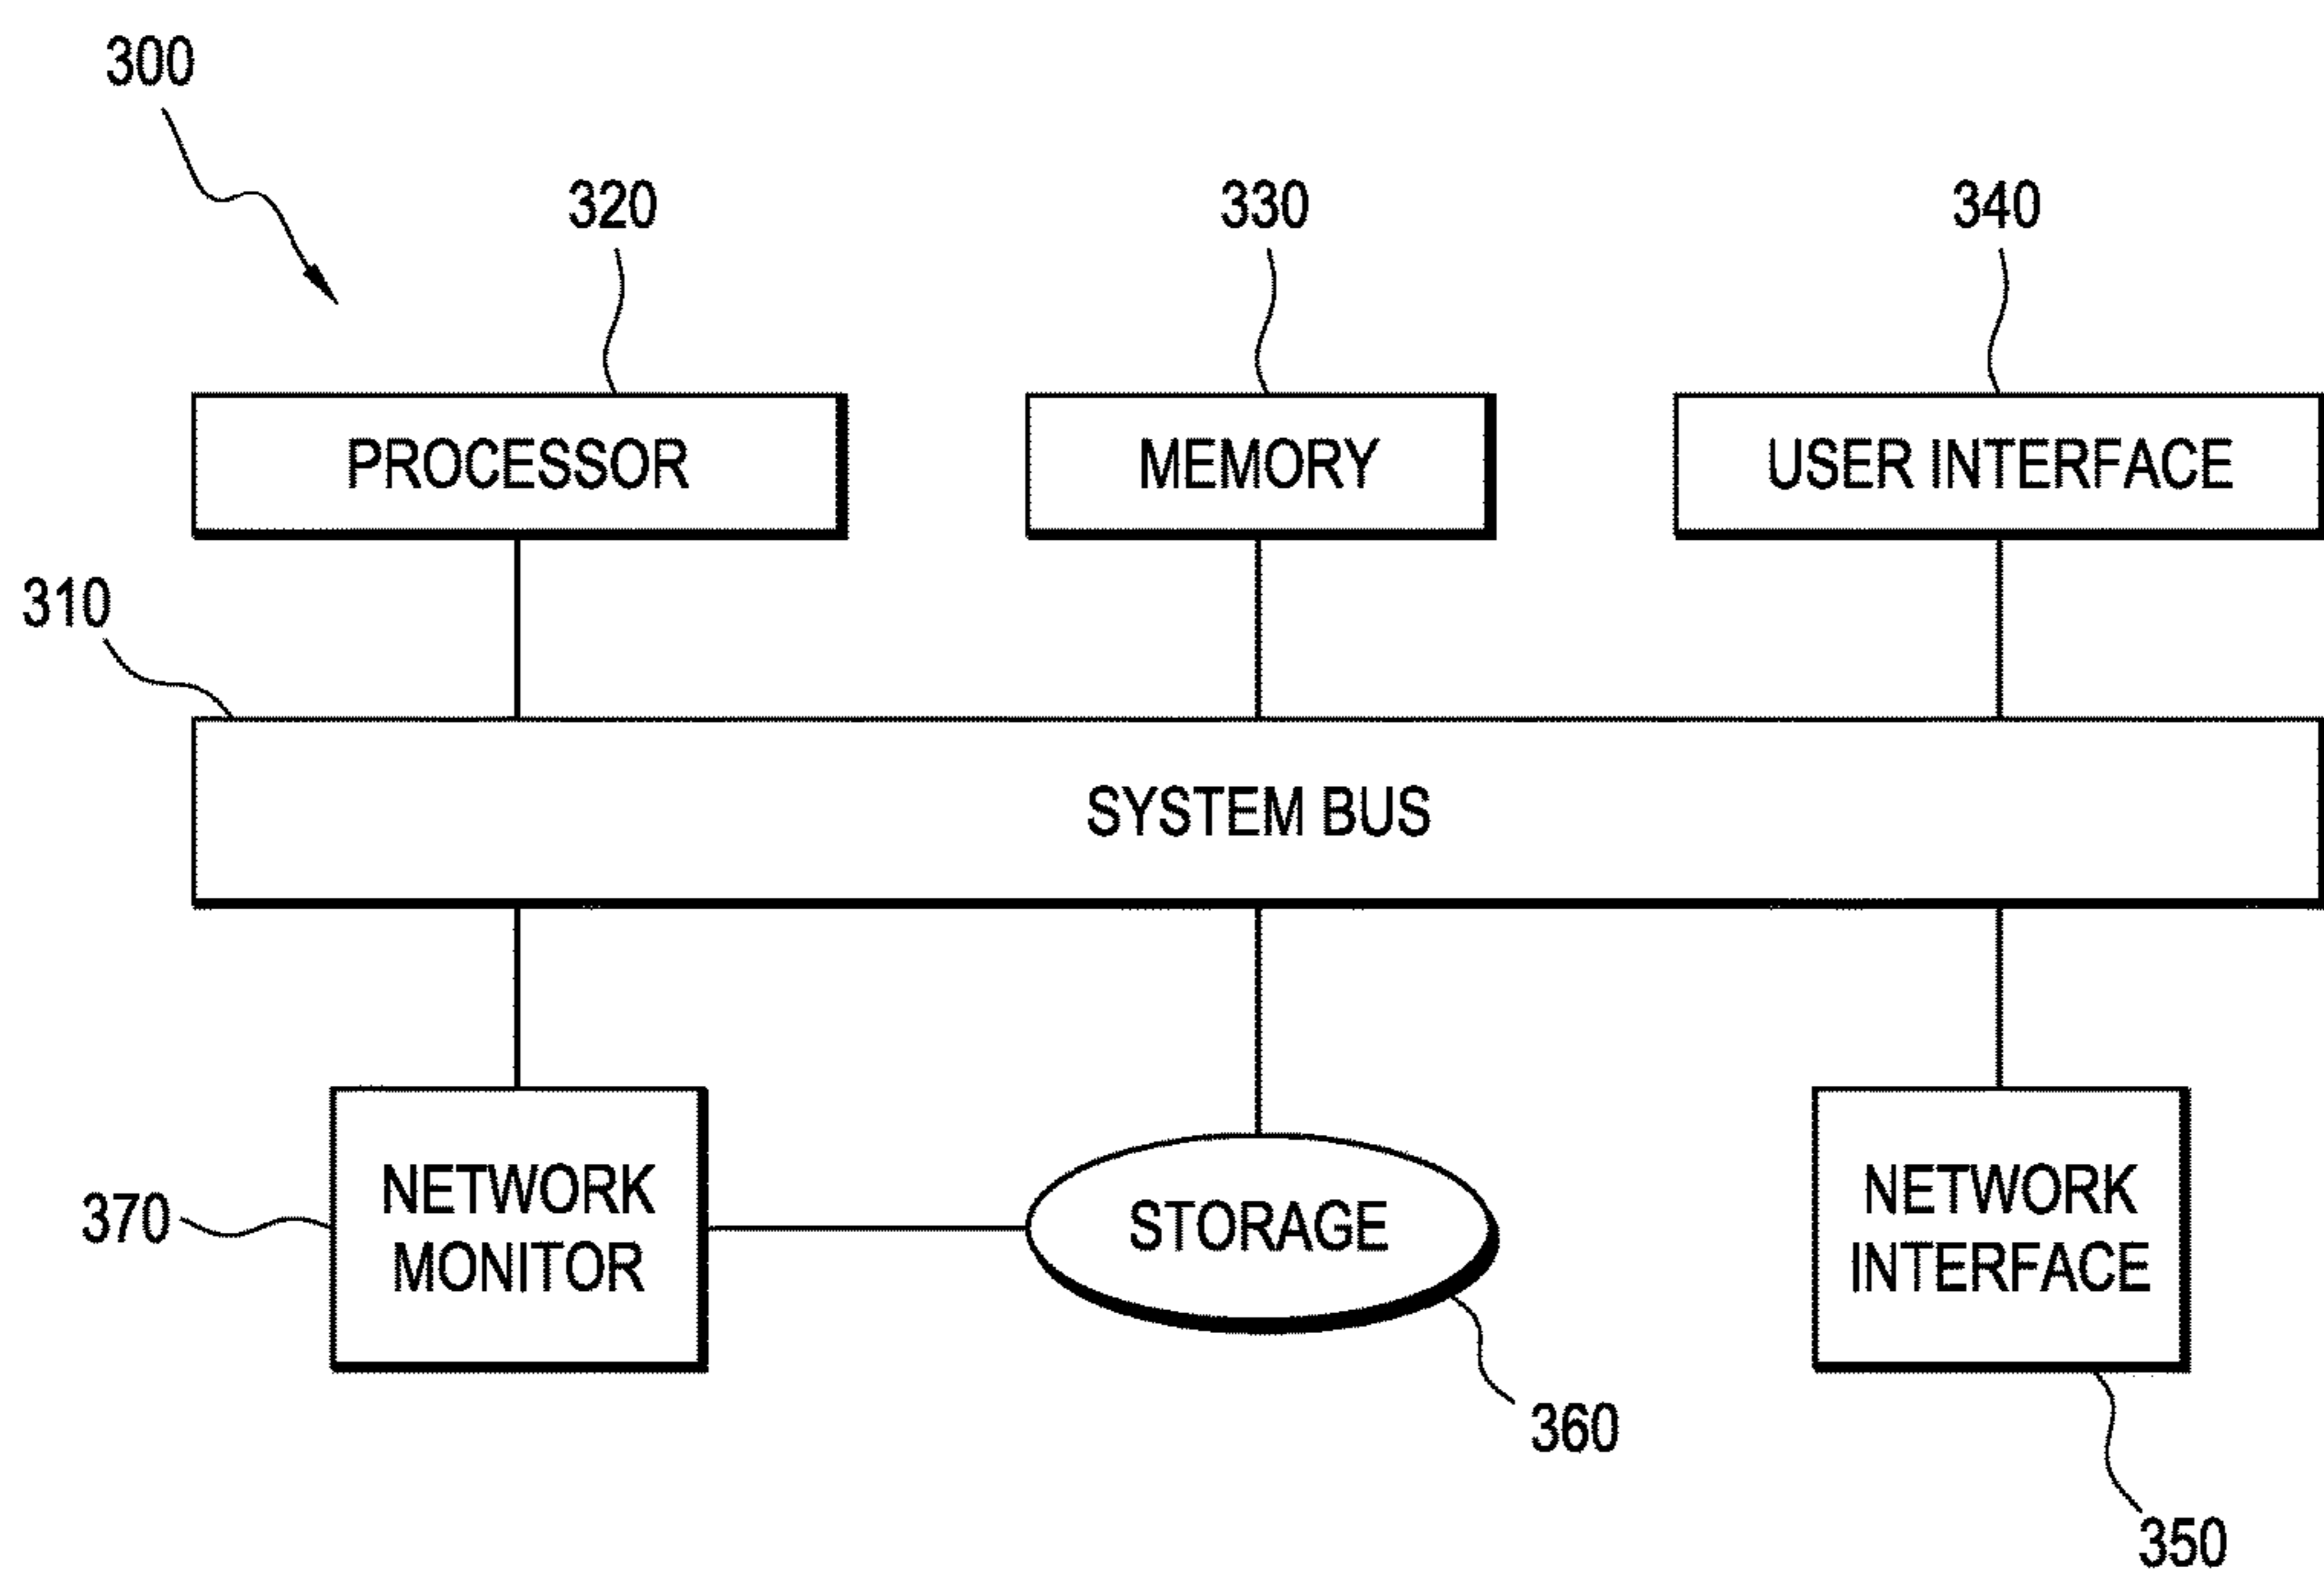 300
320
330
340
PROCESSOR
MEMORY
USER INTERFACE
310
SYSTEM BUS
370
NETWORK
MONITOR
STORAGE
NETWORK
INTERFACE
360
350